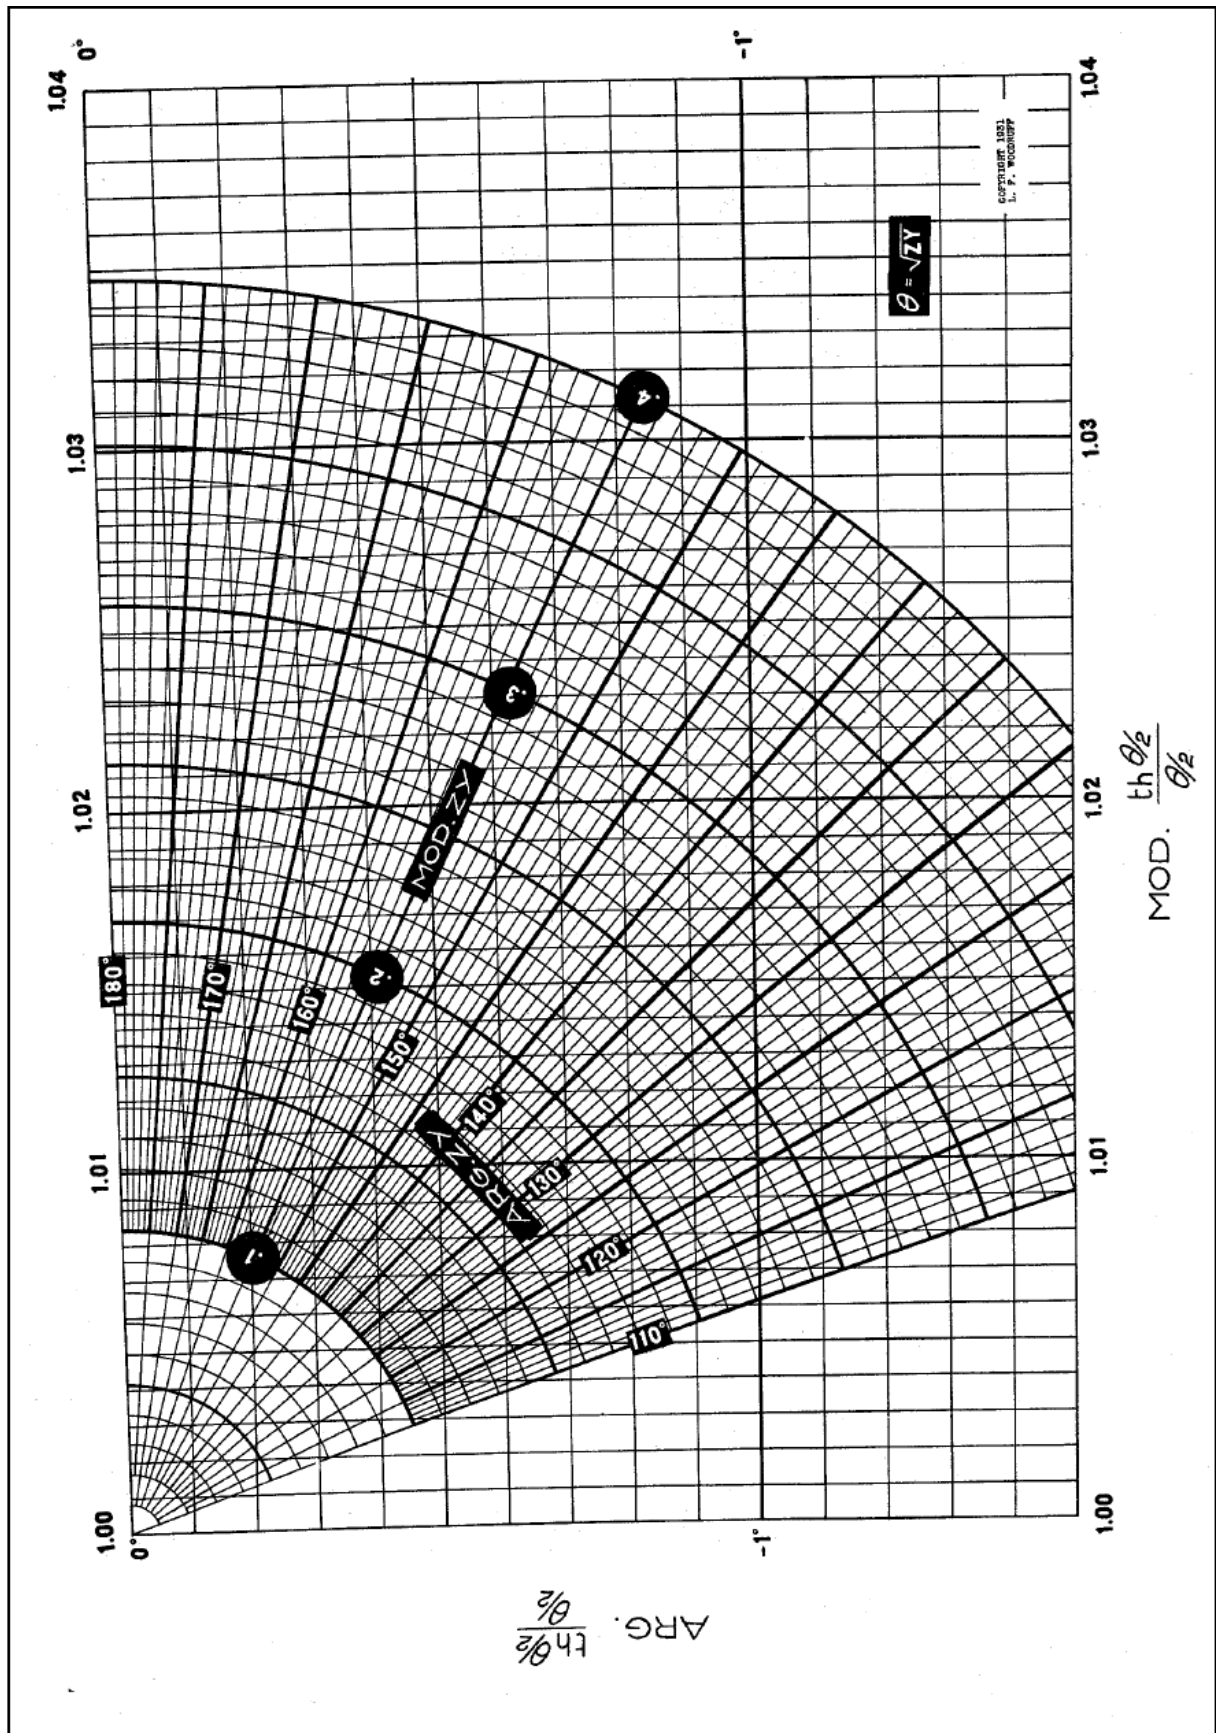 1.04
0°
-1°
1.04
COPYRIGHT 1931
L. F. WOODRUFF
θ = √ZY
.4
1.03
1.03
.3
MOD. ZY
1.02
1.02
.2
180°
170°
160°
150°
140°
130°
120°
110°
ARG ZY
1.01
1.01
.1
1.00
0°
-1°
1.00
MOD. th θ/2
θ/2
ARG. th θ/2
θ/2